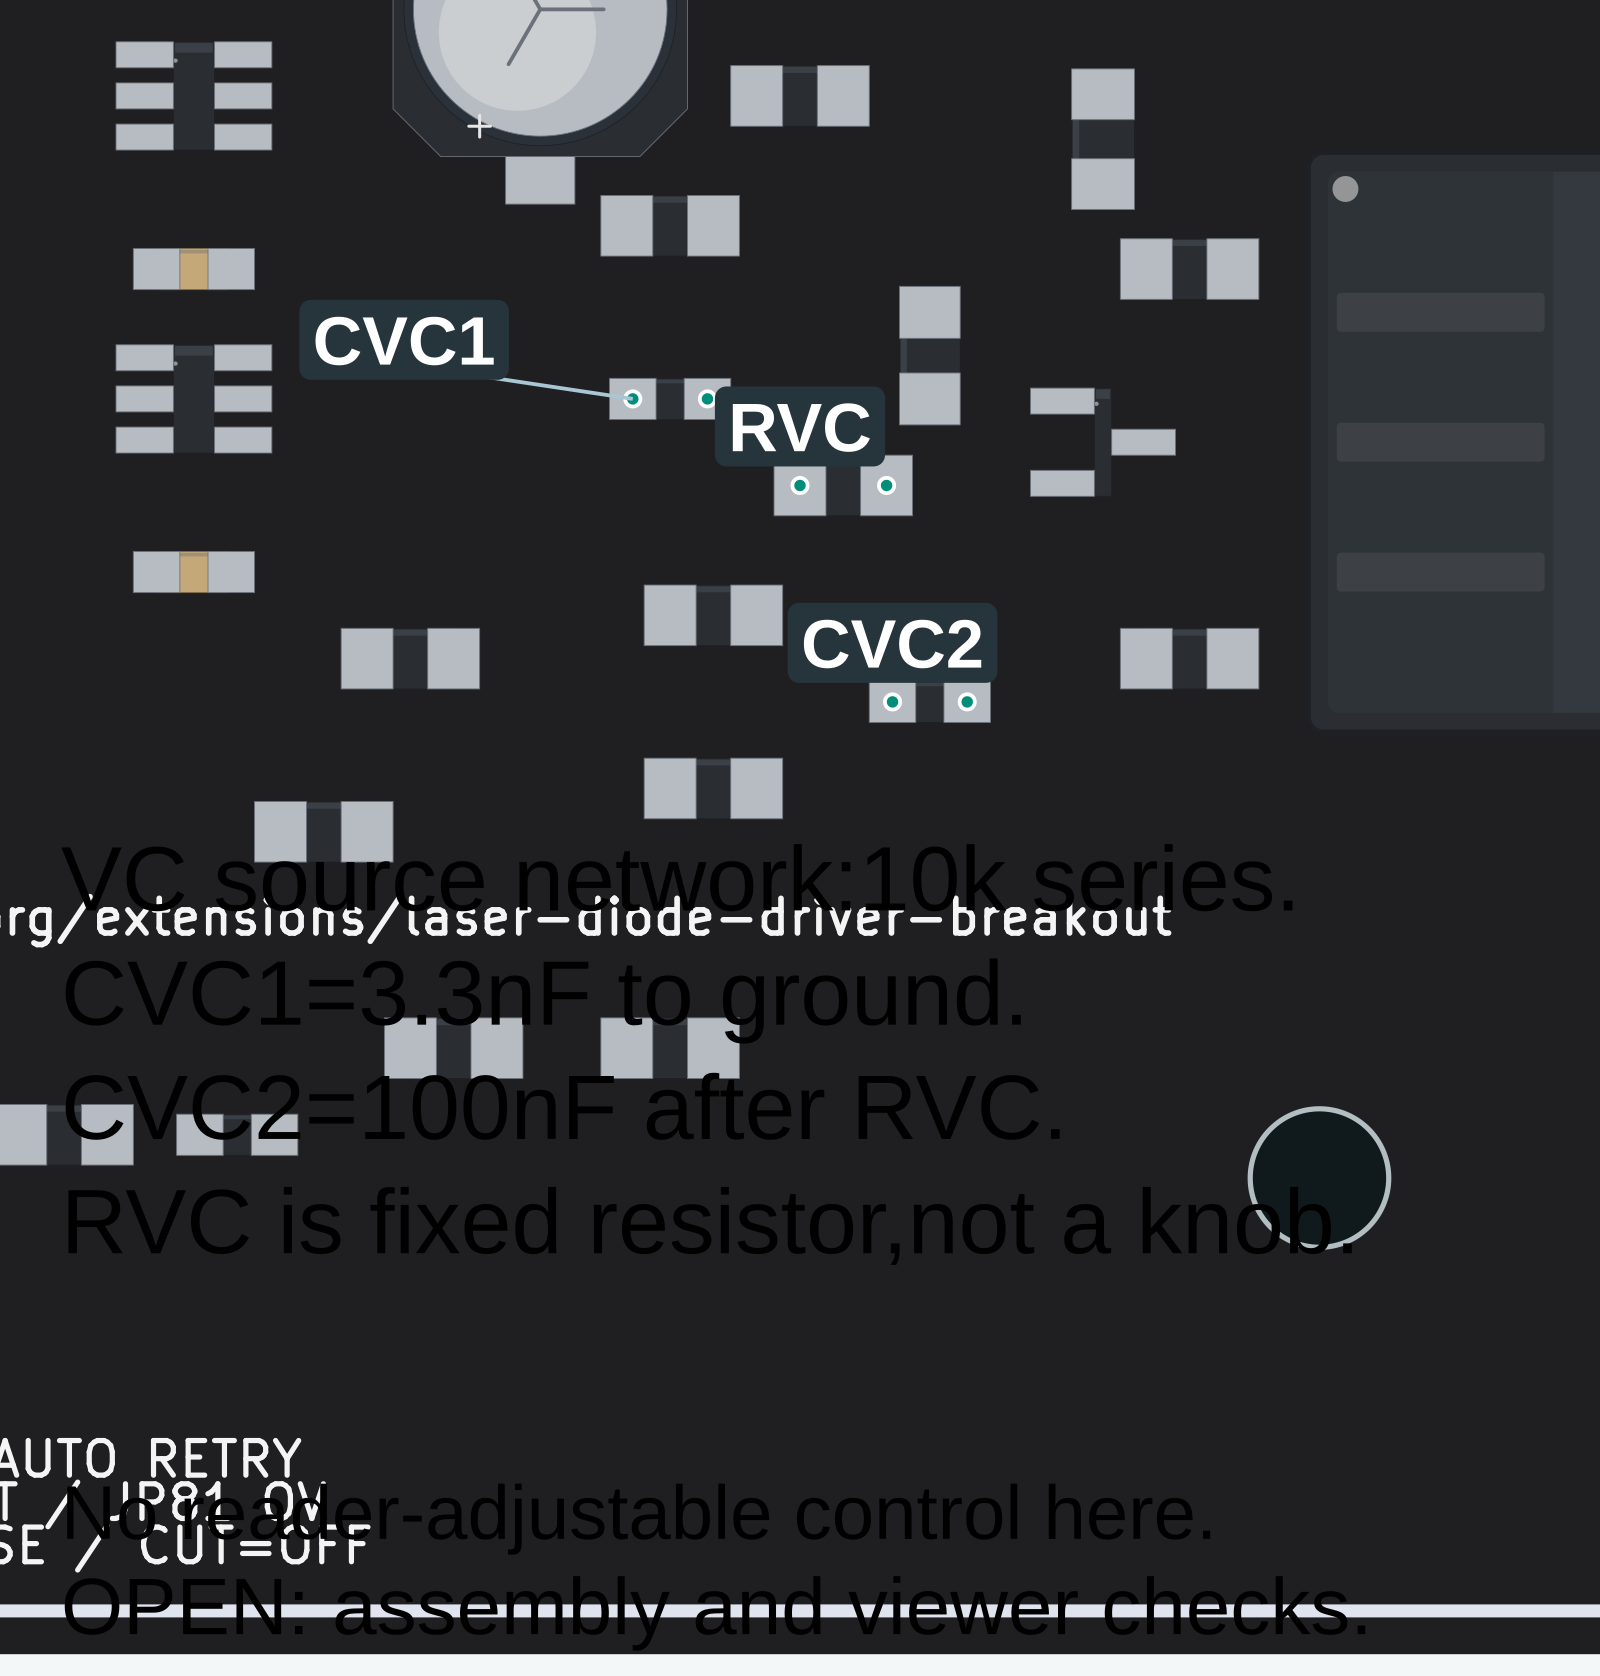 CVC1
RVC
CVC2
VC source network:10k series.
rg/extensions/laser-diode-driver-breakout
CVC1=3.3nF to ground.
CVC2=100nF after RVC.
RVC is fixed resistor,not a knob.
AUTO RETRY
T / JP81 OV
No reader-adjustable control here.
SE / CUT=OFF
OPEN: assembly and viewer checks.